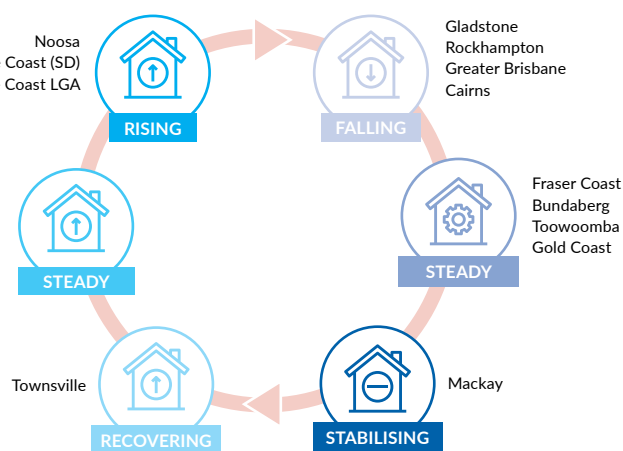 Noosa
Coast (SD)
Coast LGA
RISING
Gladstone
Rockhampton
Greater Brisbane
Cairns
FALLING
Fraser Coast
Bundaberg
Toowoomba
Gold Coast
STEADY
STEADY
Mackay
STABILISING
Townsville
RECOVERING